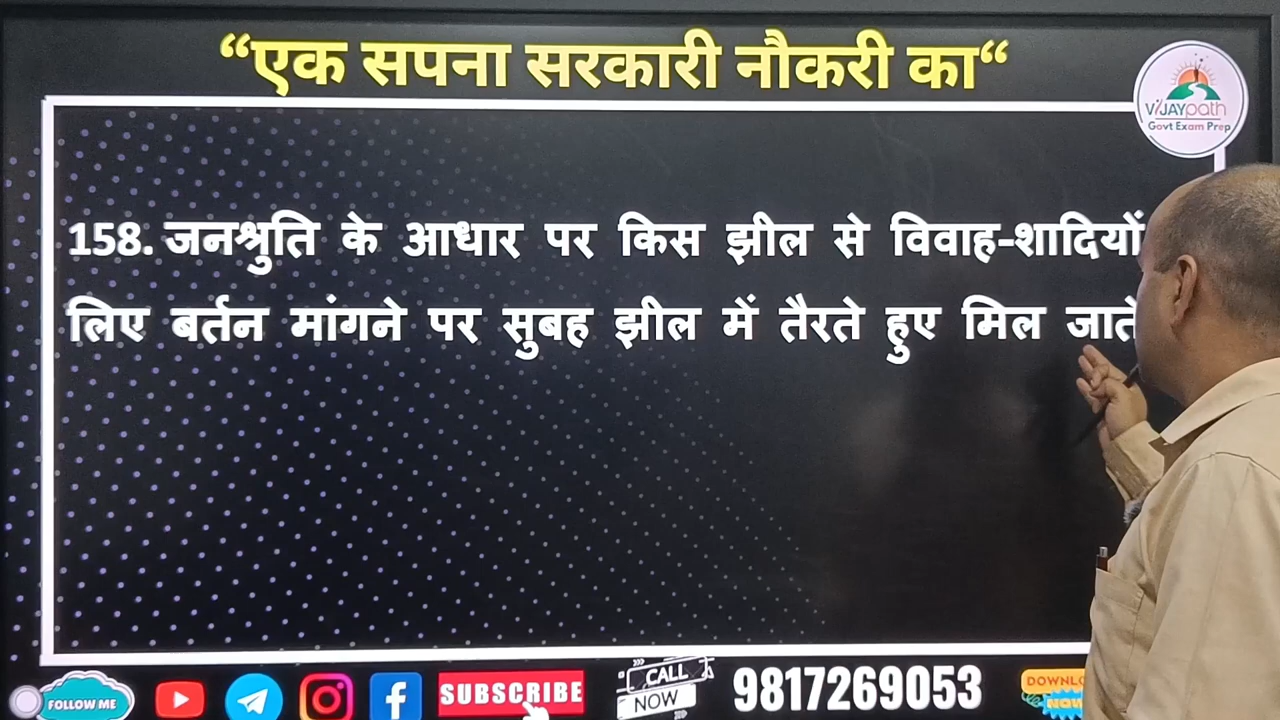 “एक सपना सरकारी नौकरी का“
VIJAYpath
Govt Exam Prep
158. जनश्रुति के आधार पर किस झील से विवाह-शादियों
लिए बर्तन मांगने पर सुबह झील में तैरते हुए मिल जाते
FOLLOW ME
SUBSCRIBE
CALL
NOW
9817269053
NOW